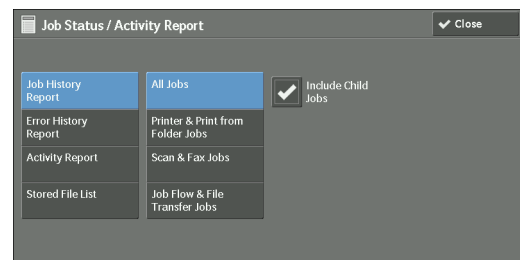 Job Status / Activity Report
Close
Job History
Report
All Jobs
Include Child
Jobs
Error History
Report
Printer & Print from
Folder Jobs
Activity Report
Scan & Fax Jobs
Stored File List
Job Flow & File
Transfer Jobs